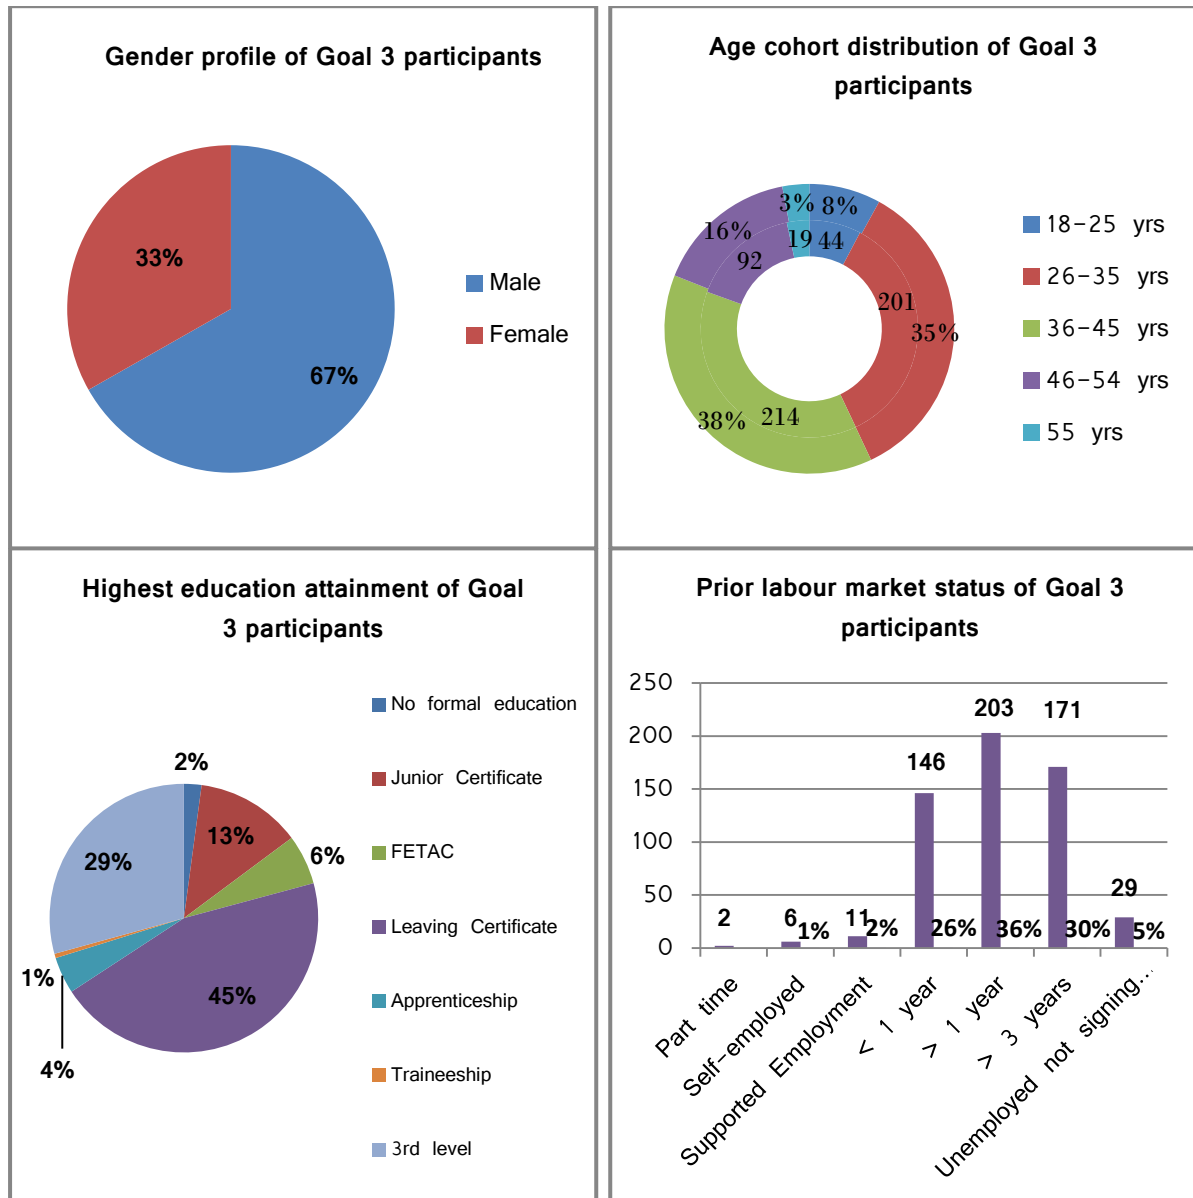 Gender profile of Goal 3 participants
33%
67%
Male
Female
Age cohort distribution of Goal 3
participants
3%
8%
16%
19
44
92
201
35%
38%
214
18-25 yrs
26-35 yrs
36-45 yrs
46-54 yrs
55 yrs
Highest education attainment of Goal
3 participants
2%
13%
6%
29%
45%
1%
4%
No formal education
Junior Certificate
FETAC
Leaving Certificate
Apprenticeship
Traineeship
3rd level
Prior labour market status of Goal 3
participants
250
200
150
100
50
0
2
6
1%
11
2%
146
26%
203
36%
171
30%
29
5%
Part time
Self-employed
Supported Employment
< 1 year
> 1 year
> 3 years
Unemployed not signing...